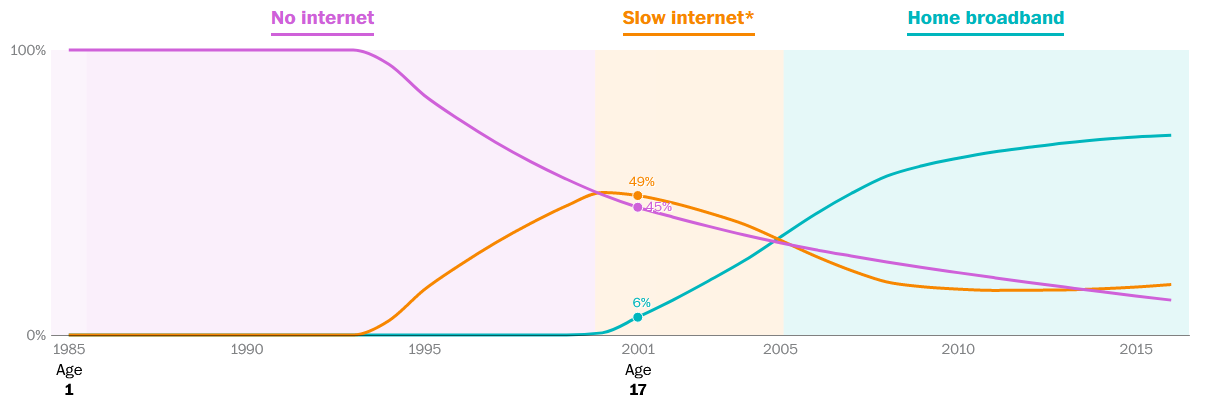 No internet Slow internet* Home broadband
100%
49%
45%
6%
0%
1985 1990 1995 2001 2005 2010 2015
Age Age
1 17